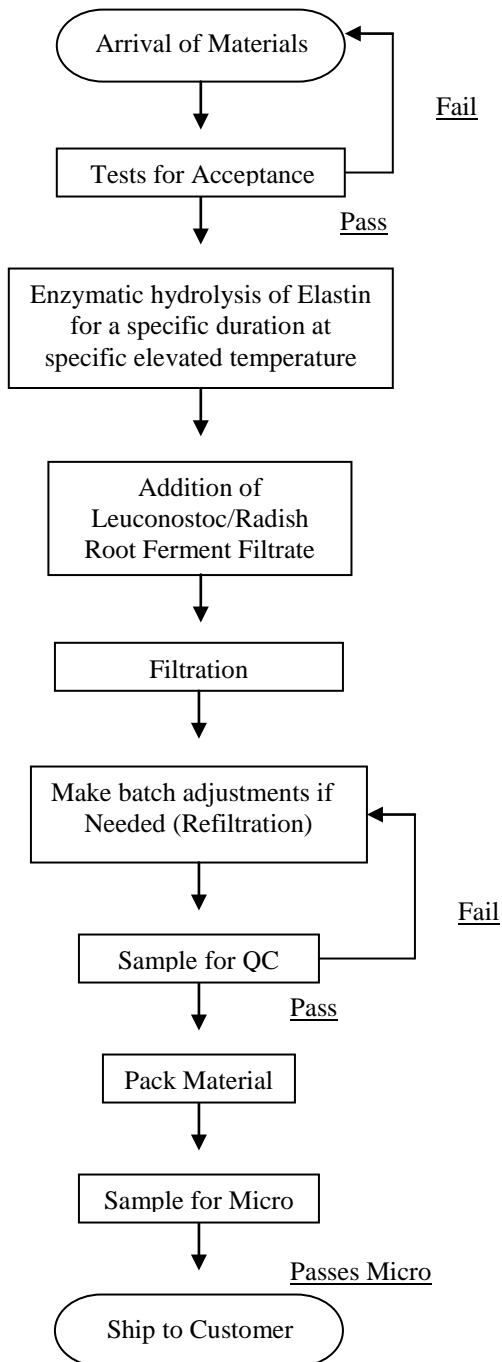 Arrival of Materials
Fail
Tests for Acceptance
Pass
Enzymatic hydrolysis of Elastin
for a specific duration at
specific elevated temperature
Addition of
Leuconostoc/Radish
Root Ferment Filtrate
Filtration
Make batch adjustments if
Needed (Refiltration)
Fail
Sample for QC
Pass
Pack Material
Sample for Micro
Passes Micro
Ship to Customer